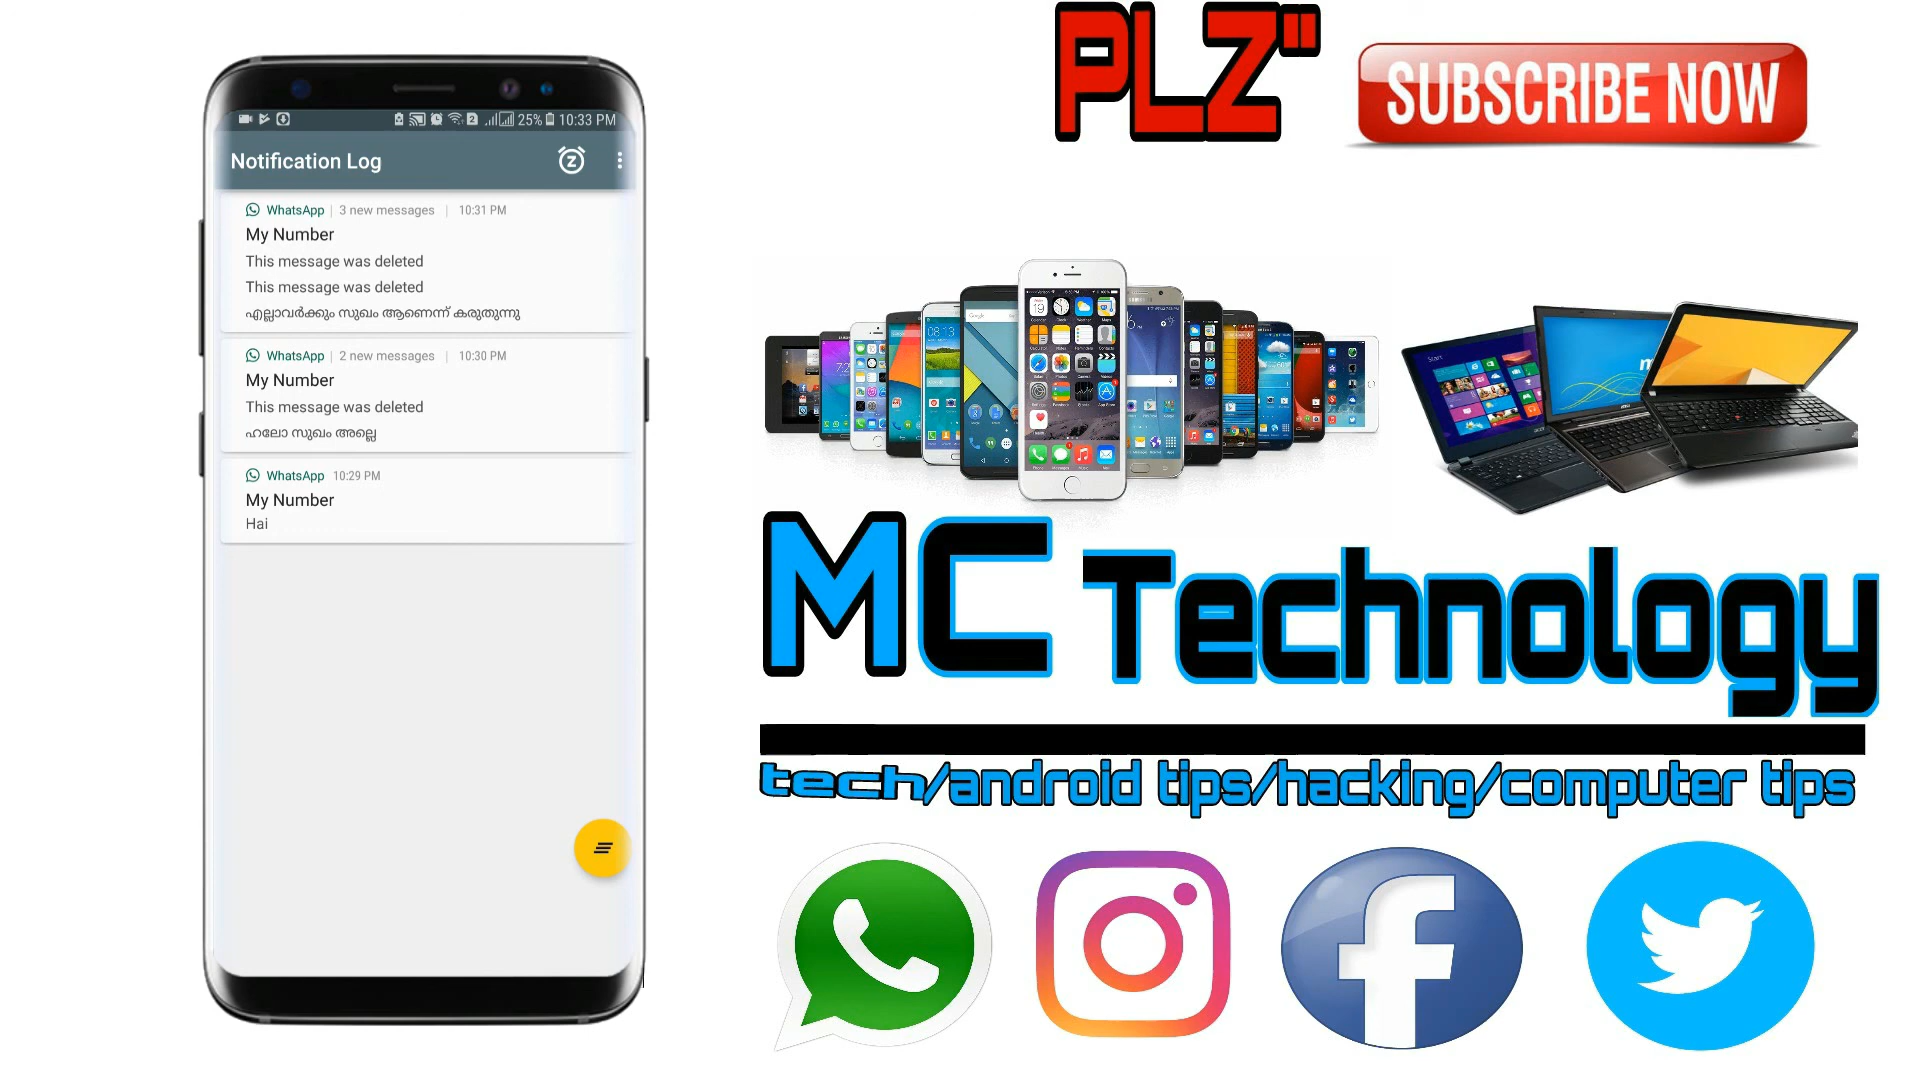 PLZ"
SUBSCRIBE NOW
25% 10:33 PM
Notification Log
WhatsApp | 3 new messages | 10:31 PM
My Number
This message was deleted
This message was deleted
എല്ലാവർക്കും സുഖം ആണെന്ന് കരുതുന്നു
WhatsApp | 2 new messages | 10:30 PM
My Number
This message was deleted
ഹലോ സുഖം അല്ലെ
WhatsApp 10:29 PM
My Number
Hai
MC Technology
tech/android tips/hacking/computer tips